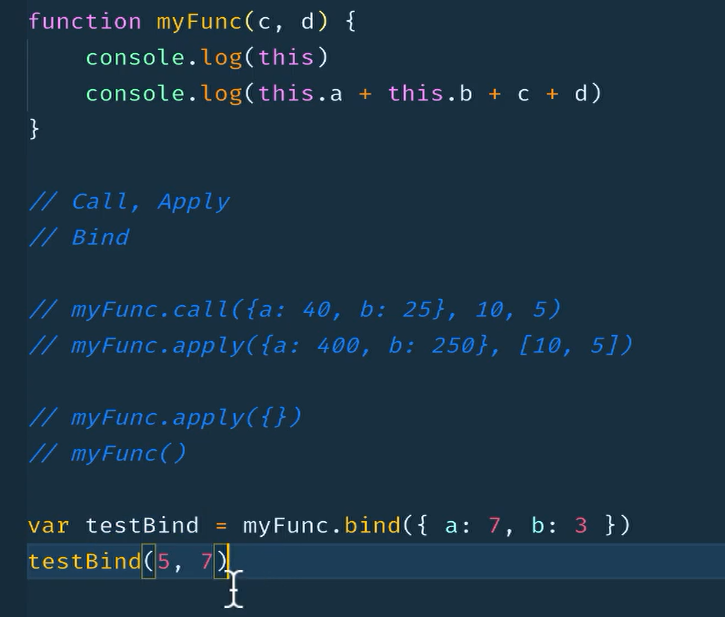 function myFunc(c, d) {
    console.log(this)
    console.log(this.a + this.b + c + d)
}
// Call, Apply
// Bind
// myFunc.call({a: 40, b: 25}, 10, 5)
// myFunc.apply({a: 400, b: 250}, [10, 5])
// myFunc.apply({})
// myFunc()
var testBind = myFunc.bind({ a: 7, b: 3 })
testBind(5, 7)